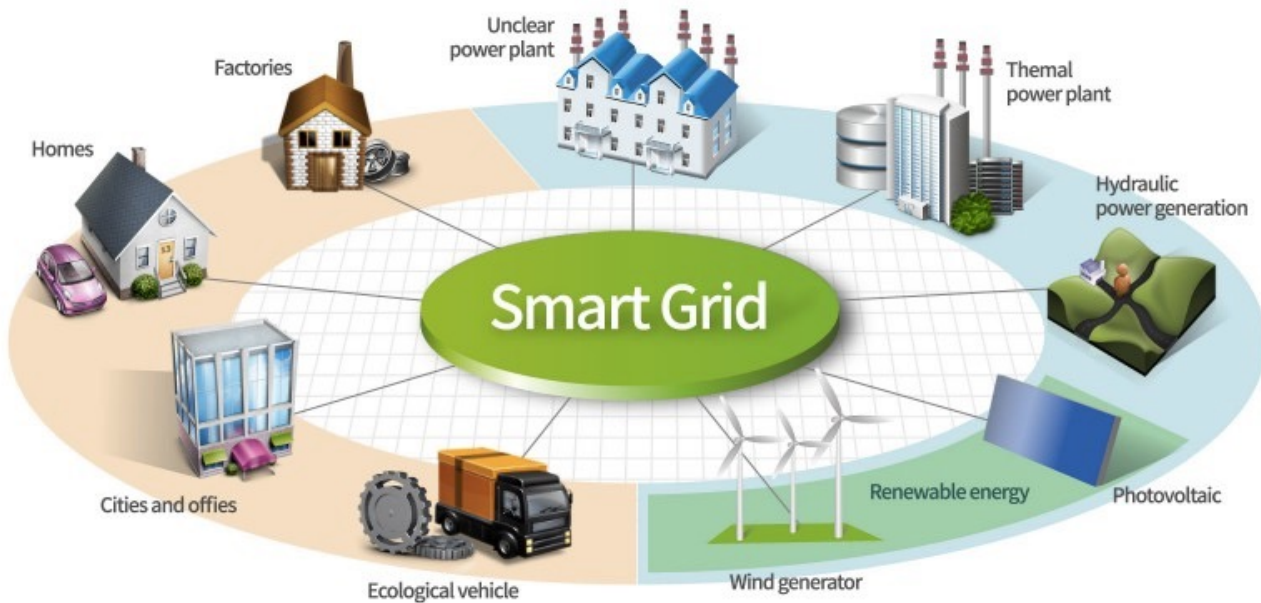 Unclear
power plant
Factories
Themal
power plant
Homes
Hydraulic
power generation
Smart Grid
Cities and offies
Renewable energy
Photovoltaic
Wind generator
Ecological vehicle